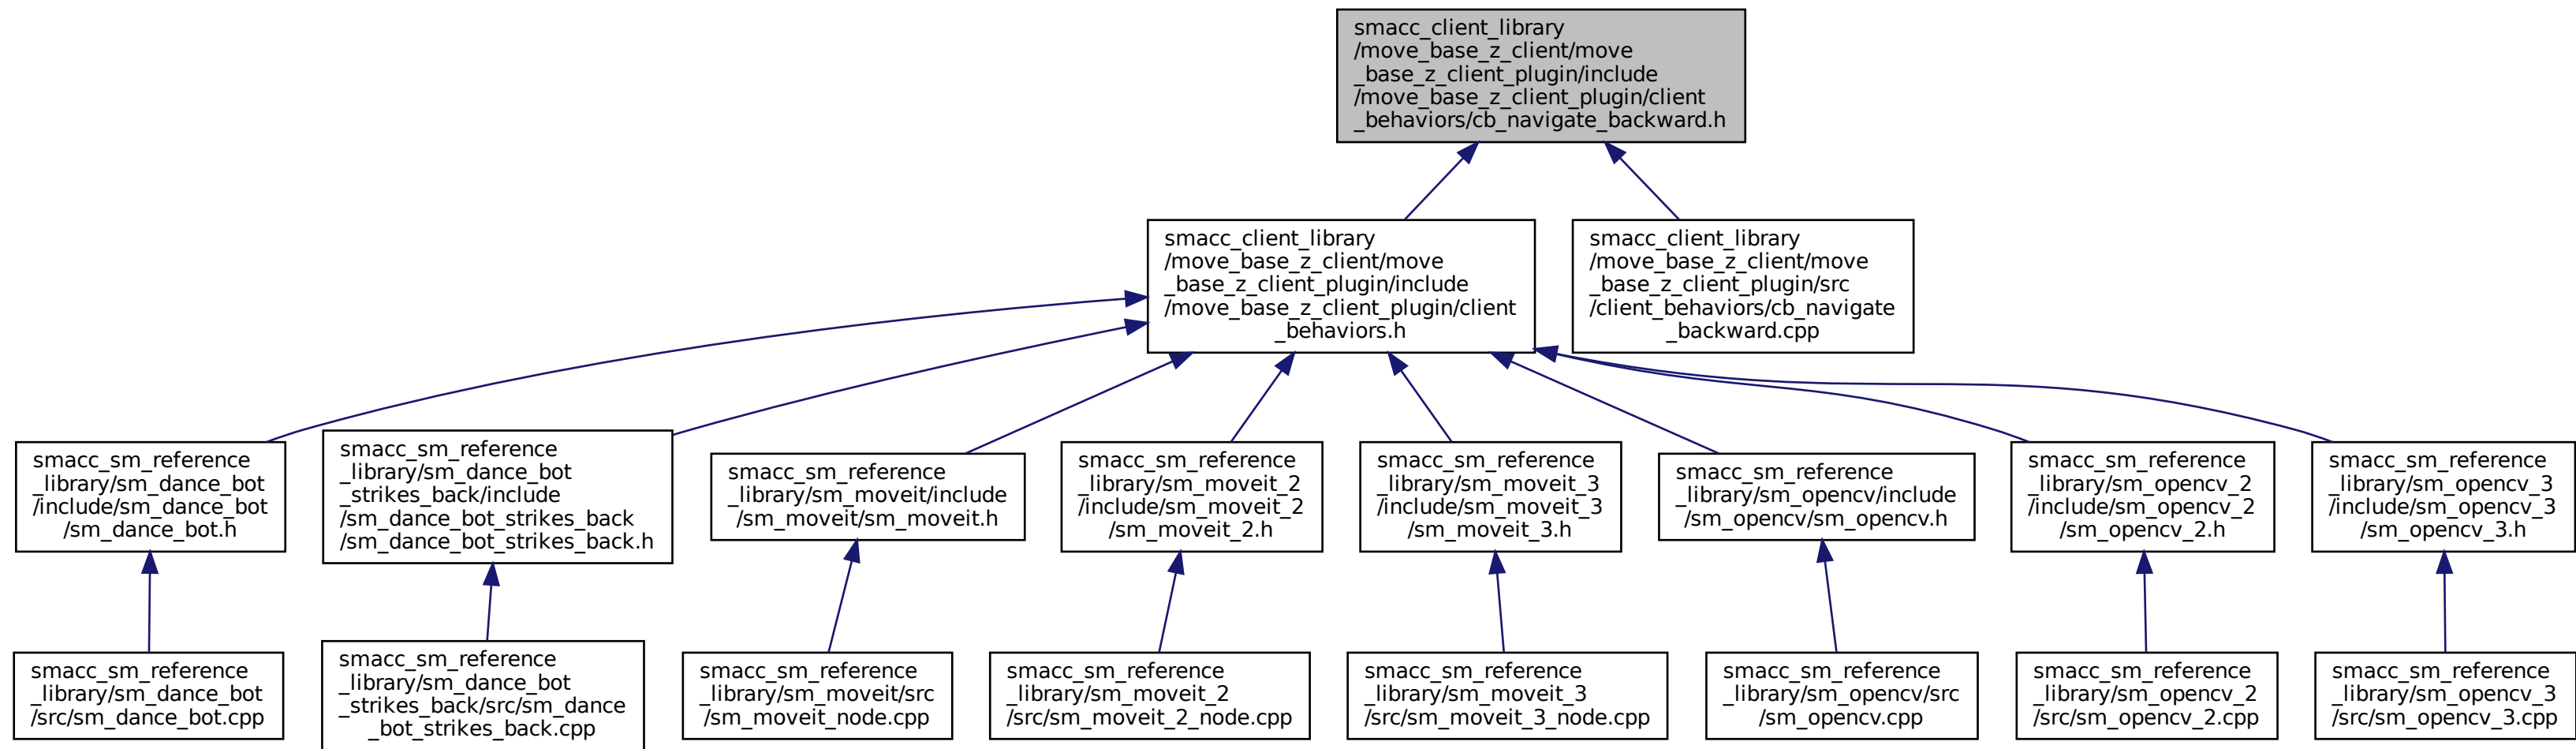 smacc_client_library
/move_base_z_client/move
_base_z_client_plugin/include
/move_base_z_client_plugin/client
_behaviors/cb_navigate_backward.h
smacc_client_library
/move_base_z_client/move
_base_z_client_plugin/include
/move_base_z_client_plugin/client
_behaviors.h
smacc_client_library
/move_base_z_client/move
_base_z_client_plugin/src
/client_behaviors/cb_navigate
_backward.cpp
smacc_sm_reference
_library/sm_dance_bot
/include/sm_dance_bot
/sm_dance_bot.h
smacc_sm_reference
_library/sm_dance_bot
_strikes_back/include
/sm_dance_bot_strikes_back
/sm_dance_bot_strikes_back.h
smacc_sm_reference
_library/sm_moveit/include
/sm_moveit/sm_moveit.h
smacc_sm_reference
_library/sm_moveit_2
/include/sm_moveit_2
/sm_moveit_2.h
smacc_sm_reference
_library/sm_moveit_3
/include/sm_moveit_3
/sm_moveit_3.h
smacc_sm_reference
_library/sm_opencv/include
/sm_opencv/sm_opencv.h
smacc_sm_reference
_library/sm_opencv_2
/include/sm_opencv_2
/sm_opencv_2.h
smacc_sm_reference
_library/sm_opencv_3
/include/sm_opencv_3
/sm_opencv_3.h
smacc_sm_reference
_library/sm_dance_bot
/src/sm_dance_bot.cpp
smacc_sm_reference
_library/sm_dance_bot
_strikes_back/src/sm_dance
_bot_strikes_back.cpp
smacc_sm_reference
_library/sm_moveit/src
/sm_moveit_node.cpp
smacc_sm_reference
_library/sm_moveit_2
/src/sm_moveit_2_node.cpp
smacc_sm_reference
_library/sm_moveit_3
/src/sm_moveit_3_node.cpp
smacc_sm_reference
_library/sm_opencv/src
/sm_opencv.cpp
smacc_sm_reference
_library/sm_opencv_2
/src/sm_opencv_2.cpp
smacc_sm_reference
_library/sm_opencv_3
/src/sm_opencv_3.cpp